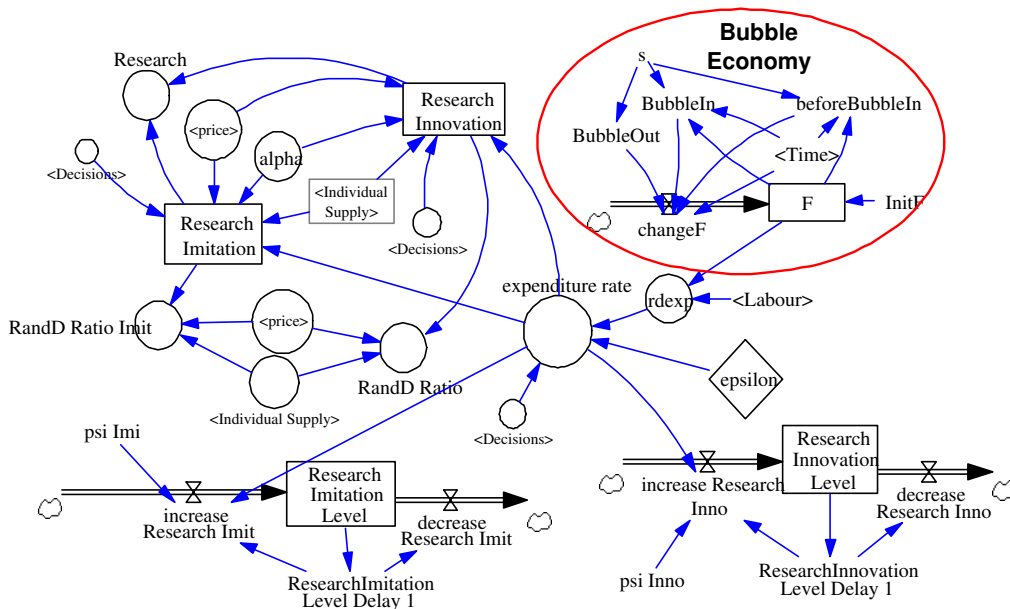 Bubble
Economy
s
Research
BubbleIn
beforeBubbleIn
Research
Innovation
<price>
BubbleOut
alpha
<Time>
<Decisions>
<Individual
Supply>
F
InitF
Research
Imitation
<Decisions>
changeF
expenditure rate
rdexp
<Labour>
RandD Ratio Imit
<price>
RandD Ratio
epsilon
<Individual Supply>
<Decisions>
psi Imi
Research
Innovation
Level
Research
Imitation
Level
increase
Research Imit
decrease
Research Imit
increase Research
Inno
decrease
Research Inno
psi Inno
ResearchImitation
Level Delay 1
ResearchInnovation
Level Delay 1